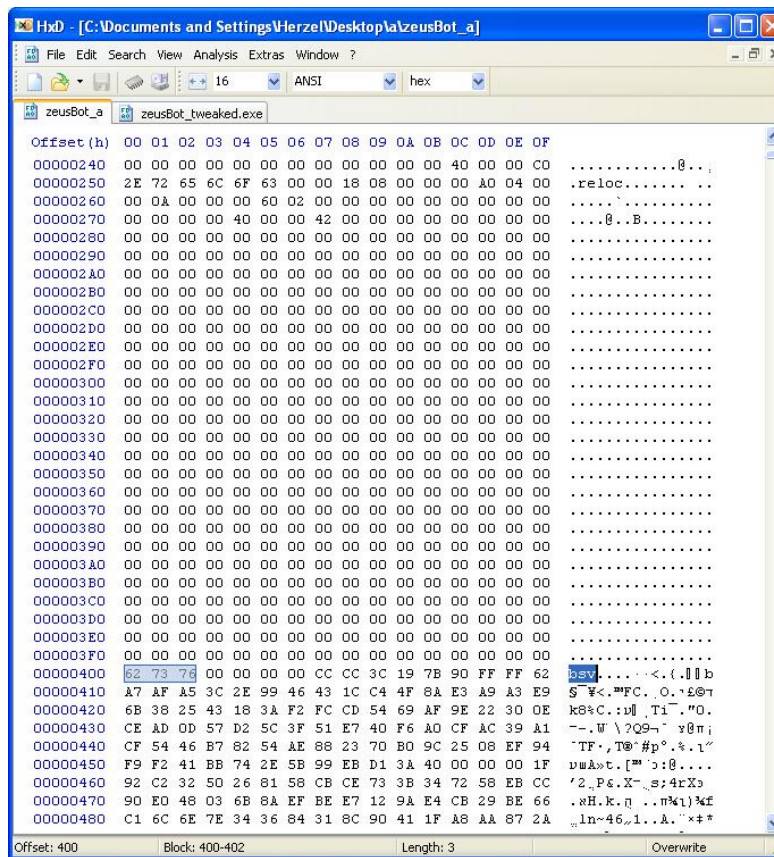 HxD - [C:\Documents and Settings\Herzel\Desktop\a\zeusBot_a]
File Edit Search View Analysis Extras Window ?
16 ANSI hex
zeusBot_a zeusBot_tweaked.exe
Offset(h) 00 01 02 03 04 05 06 07 08 09 0A 0B 0C 0D 0E 0F
00000240 00 00 00 00 00 00 00 00 00 00 00 00 40 00 00 C0 ............@..
00000250 2E 72 65 6C 6F 63 00 00 18 08 00 00 00 A0 04 00 .reloc....... ..
00000260 00 0A 00 00 00 60 02 00 00 00 00 00 00 00 00 00 .....`..........
00000270 00 00 00 00 40 00 00 42 00 00 00 00 00 00 00 00 ....@..B........
00000280 00 00 00 00 00 00 00 00 00 00 00 00 00 00 00 00 ................
00000290 00 00 00 00 00 00 00 00 00 00 00 00 00 00 00 00 ................
000002A0 00 00 00 00 00 00 00 00 00 00 00 00 00 00 00 00 ................
000002B0 00 00 00 00 00 00 00 00 00 00 00 00 00 00 00 00 ................
000002C0 00 00 00 00 00 00 00 00 00 00 00 00 00 00 00 00 ................
000002D0 00 00 00 00 00 00 00 00 00 00 00 00 00 00 00 00 ................
000002E0 00 00 00 00 00 00 00 00 00 00 00 00 00 00 00 00 ................
000002F0 00 00 00 00 00 00 00 00 00 00 00 00 00 00 00 00 ................
00000300 00 00 00 00 00 00 00 00 00 00 00 00 00 00 00 00 ................
00000310 00 00 00 00 00 00 00 00 00 00 00 00 00 00 00 00 ................
00000320 00 00 00 00 00 00 00 00 00 00 00 00 00 00 00 00 ................
00000330 00 00 00 00 00 00 00 00 00 00 00 00 00 00 00 00 ................
00000340 00 00 00 00 00 00 00 00 00 00 00 00 00 00 00 00 ................
00000350 00 00 00 00 00 00 00 00 00 00 00 00 00 00 00 00 ................
00000360 00 00 00 00 00 00 00 00 00 00 00 00 00 00 00 00 ................
00000370 00 00 00 00 00 00 00 00 00 00 00 00 00 00 00 00 ................
00000380 00 00 00 00 00 00 00 00 00 00 00 00 00 00 00 00 ................
00000390 00 00 00 00 00 00 00 00 00 00 00 00 00 00 00 00 ................
000003A0 00 00 00 00 00 00 00 00 00 00 00 00 00 00 00 00 ................
000003B0 00 00 00 00 00 00 00 00 00 00 00 00 00 00 00 00 ................
000003C0 00 00 00 00 00 00 00 00 00 00 00 00 00 00 00 00 ................
000003D0 00 00 00 00 00 00 00 00 00 00 00 00 00 00 00 00 ................
000003E0 00 00 00 00 00 00 00 00 00 00 00 00 00 00 00 00 ................
000003F0 00 00 00 00 00 00 00 00 00 00 00 00 00 00 00 00 ................
00000400 62 73 76 00 00 00 00 CC CC 3C 19 7B 90 FF FF 62 bsv
00000410 A7 AF A5 3C 2E 99 46 43 1C C4 4F 8A E3 A9 A3 E9
00000420 6B 38 25 43 18 3A F2 FC CD 54 69 AF 9E 22 30 0E
00000430 CE AD 0D 57 D2 5C 3F 51 E7 40 F6 A0 CF AC 39 A1
00000440 CF 54 46 B7 82 54 AE 88 23 70 B0 9C 25 08 EF 94
00000450 F9 F2 41 BB 74 2E 5B 99 EB D1 3A 40 00 00 00 1F
00000460 92 C2 32 50 26 81 58 CB CE 73 3B 34 72 58 EB CC
00000470 90 E0 48 03 6B 8A EF BE E7 12 9A E4 CB 29 BE 66
00000480 C1 6C 6E 7E 34 36 84 31 8C 90 41 1F A8 AA 87 2A
Offset: 400 Block: 400-402 Length: 3 Overwrite